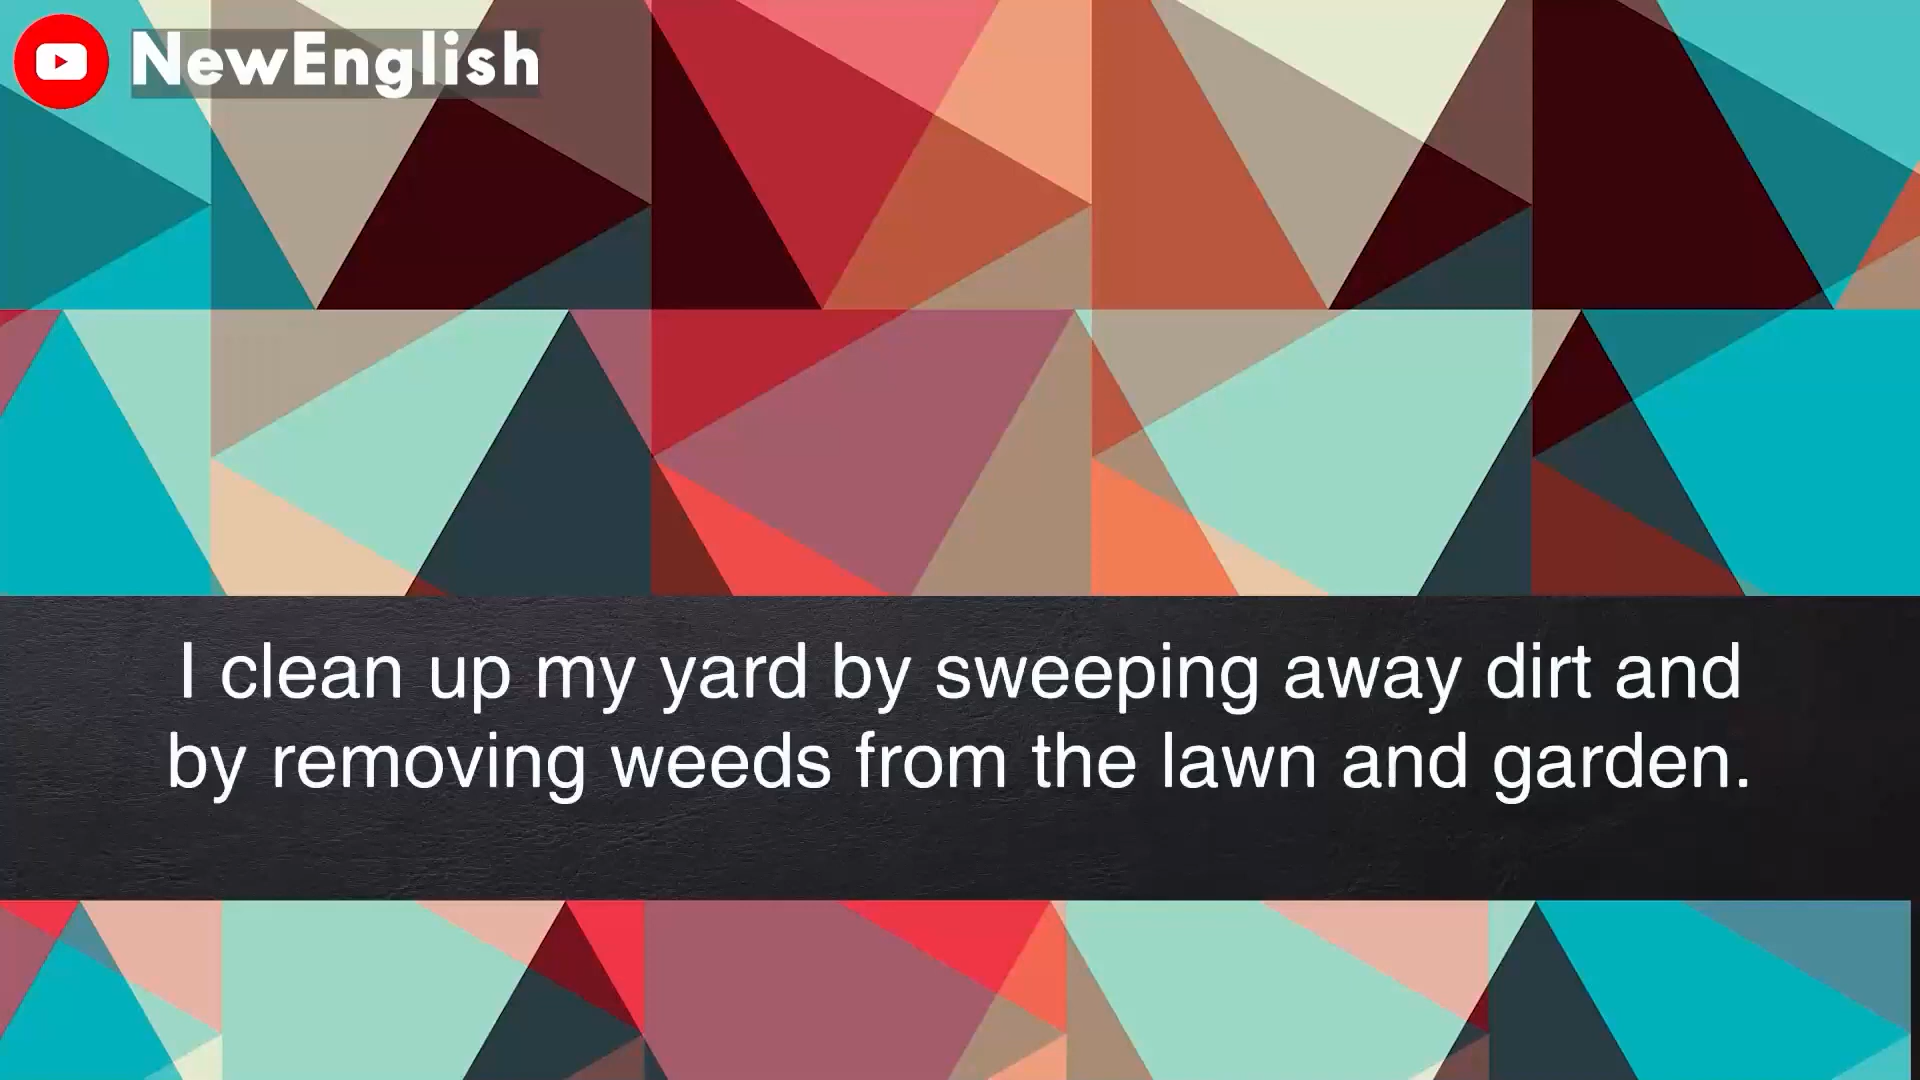 NewEnglish
I clean up my yard by sweeping away dirt and
by removing weeds from the lawn and garden.